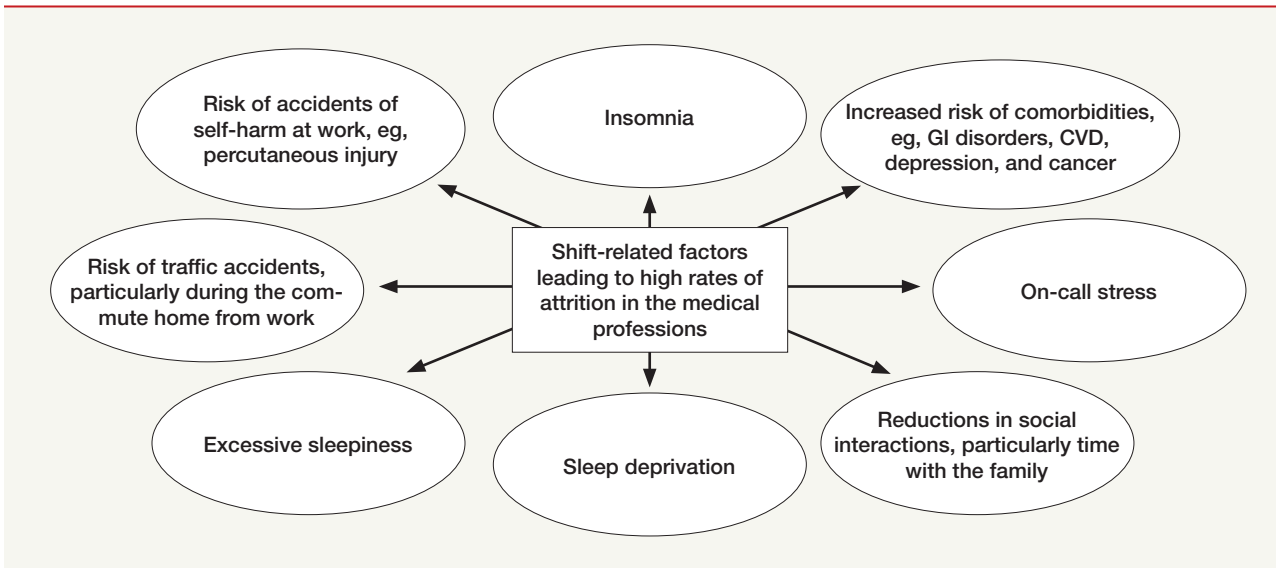 Risk of accidents of
self-harm at work, eg,
percutaneous injury
Insomnia
Increased risk of comorbidities,
eg, GI disorders, CVD,
depression, and cancer
Risk of traffic accidents,
particularly during the com-
mute home from work
Shift-related factors
leading to high rates of
attrition in the medical
professions
On-call stress
Excessive sleepiness
Sleep deprivation
Reductions in social
interactions, particularly time
with the family